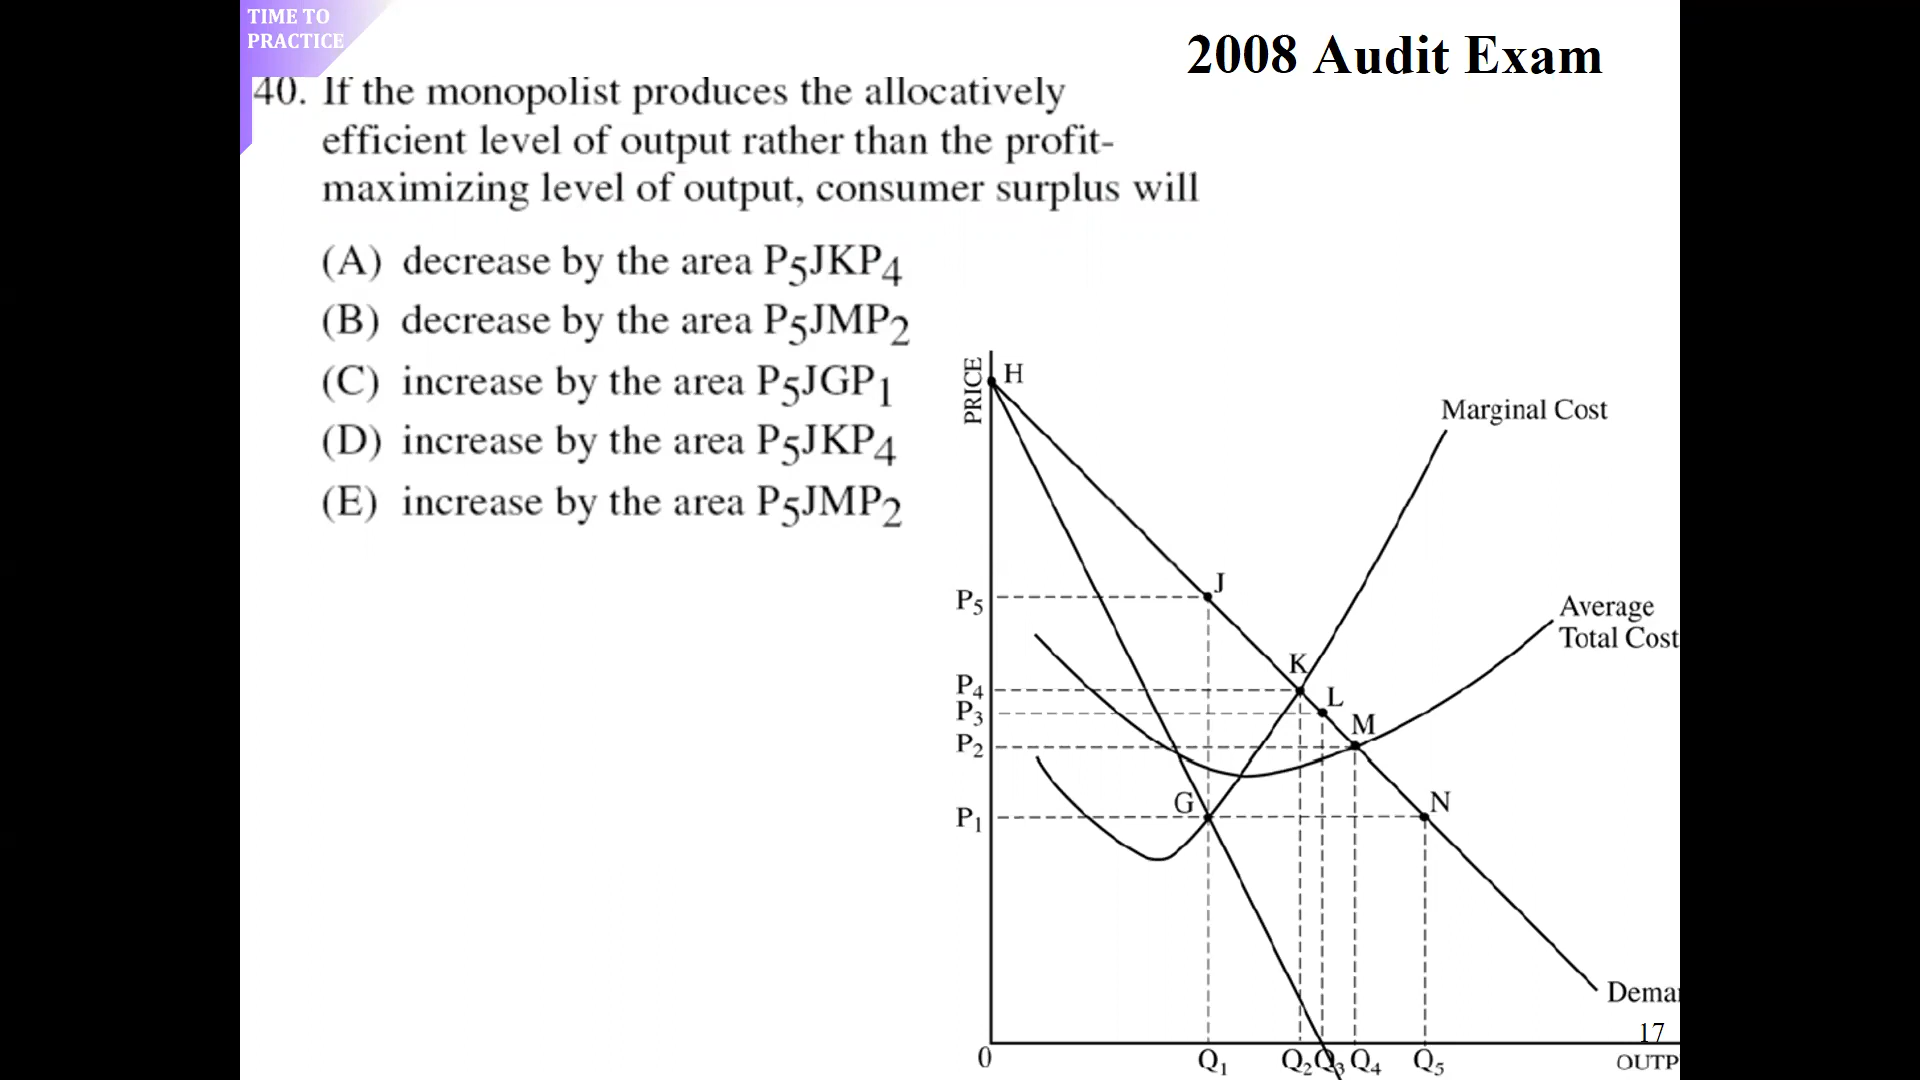 TIME TO
PRACTICE
2008 Audit Exam
40. If the monopolist produces the allocatively
efficient level of output rather than the profit-
maximizing level of output, consumer surplus will
(A) decrease by the area P5JKP4
(B) decrease by the area P5JMP2
(C) increase by the area P5JGP1
(D) increase by the area P5JKP4
(E) increase by the area P5JMP2
PRICE
H
Marginal Cost
J
P5
Average
Total Cost
K
P4
L
P3
M
P2
G
N
P1
Demar
17
0
Q1
Q2
Q3
Q4
Q5
OUTP